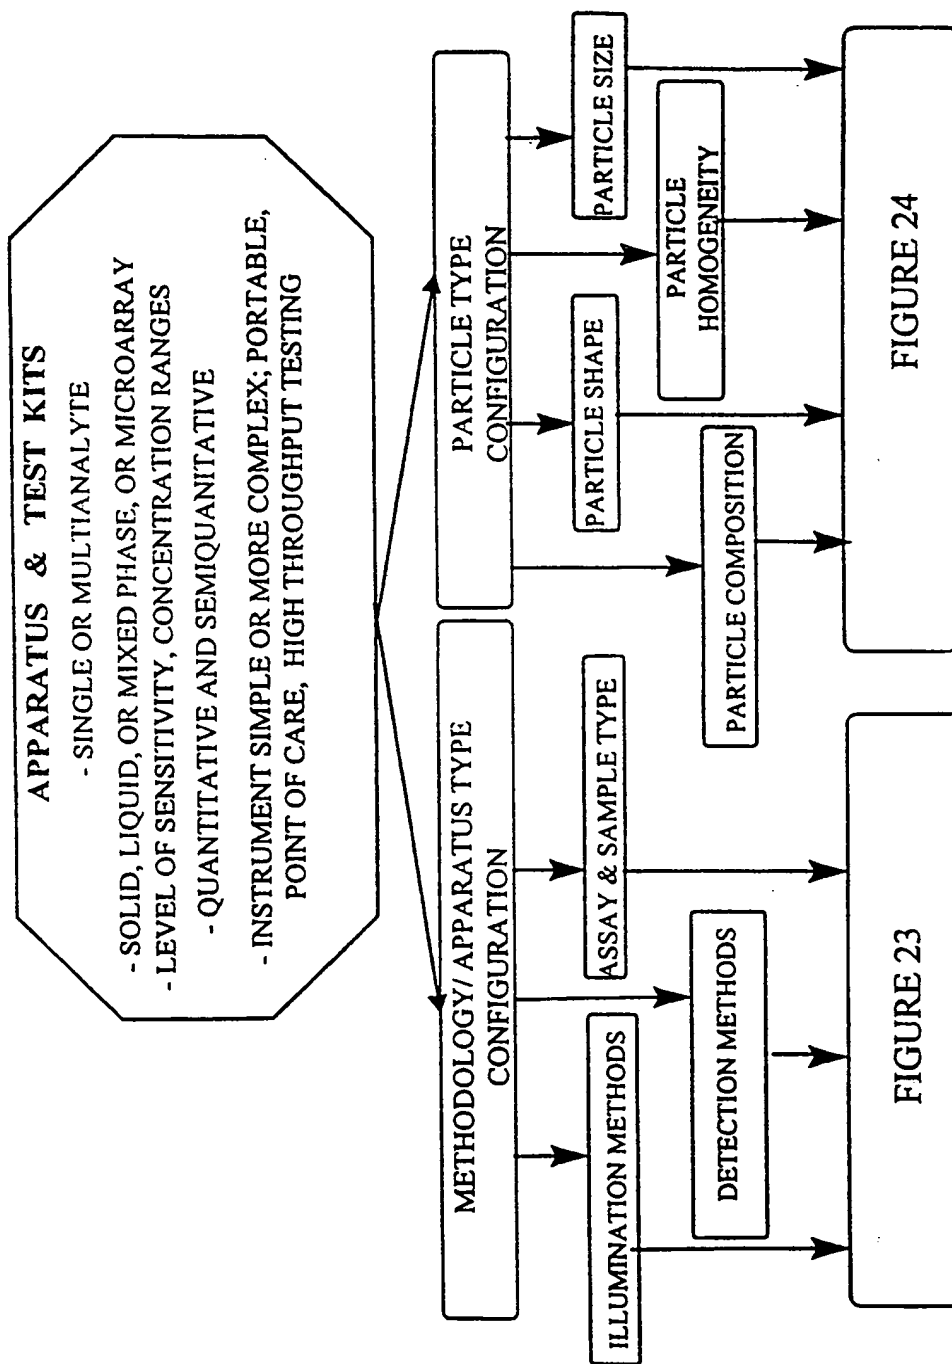 APPARATUS & TEST KITS
- SINGLE OR MULTIANALYTE
- SOLID, LIQUID, OR MIXED PHASE, OR MICROARRAY
- LEVEL OF SENSITIVITY, CONCENTRATION RANGES
- QUANTITATIVE AND SEMIQUANITATIVE
- INSTRUMENT SIMPLE OR MORE COMPLEX; PORTABLE,
POINT OF CARE, HIGH THROUGHPUT TESTING
METHODOLOGY/ APPARATUS TYPE
CONFIGURATION
PARTICLE TYPE
CONFIGURATION
ILLUMINATION METHODS
ASSAY & SAMPLE TYPE
DETECTION METHODS
PARTICLE SHAPE
PARTICLE SIZE
PARTICLE COMPOSITION
PARTICLE
HOMOGENEITY
FIGURE 23
FIGURE 24